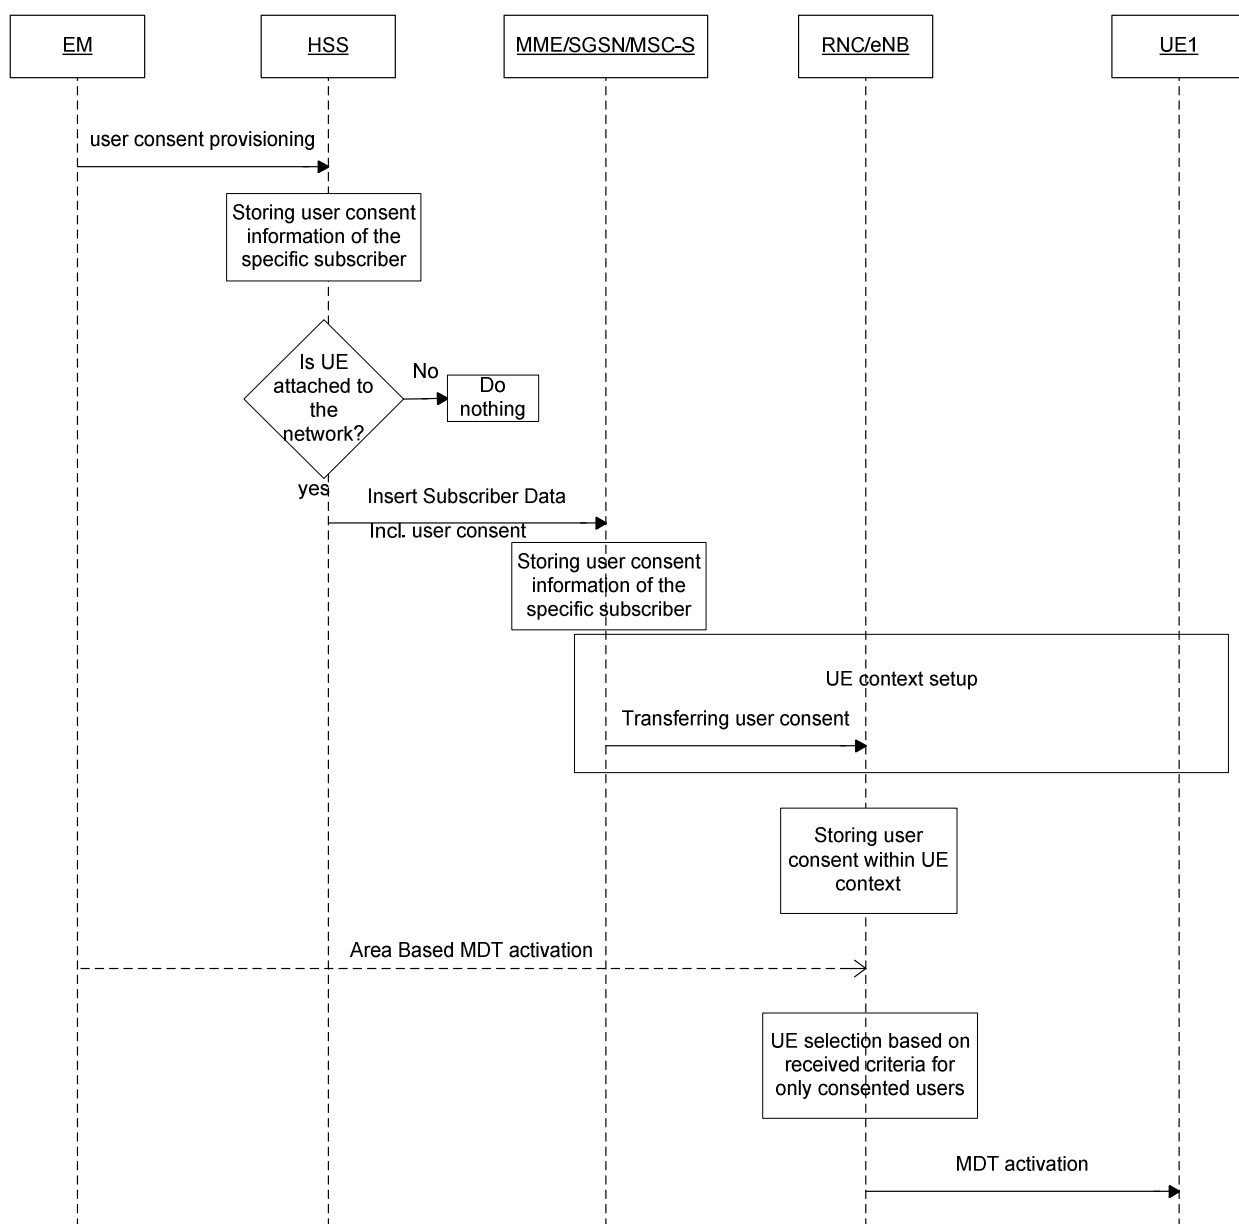 EM
HSS
MME/SGSN/MSC-S
RNC/eNB
UE1
user consent provisioning
Storing user consent
information of the
specific subscriber
Is UE
attached to
the
network?
No
Do
nothing
yes
Insert Subscriber Data
Incl. user consent
Storing user consent
information of the
specific subscriber
UE context setup
Transferring user consent
Storing user
consent within UE
context
Area Based MDT activation
UE selection based on
received criteria for
only consented users
MDT activation